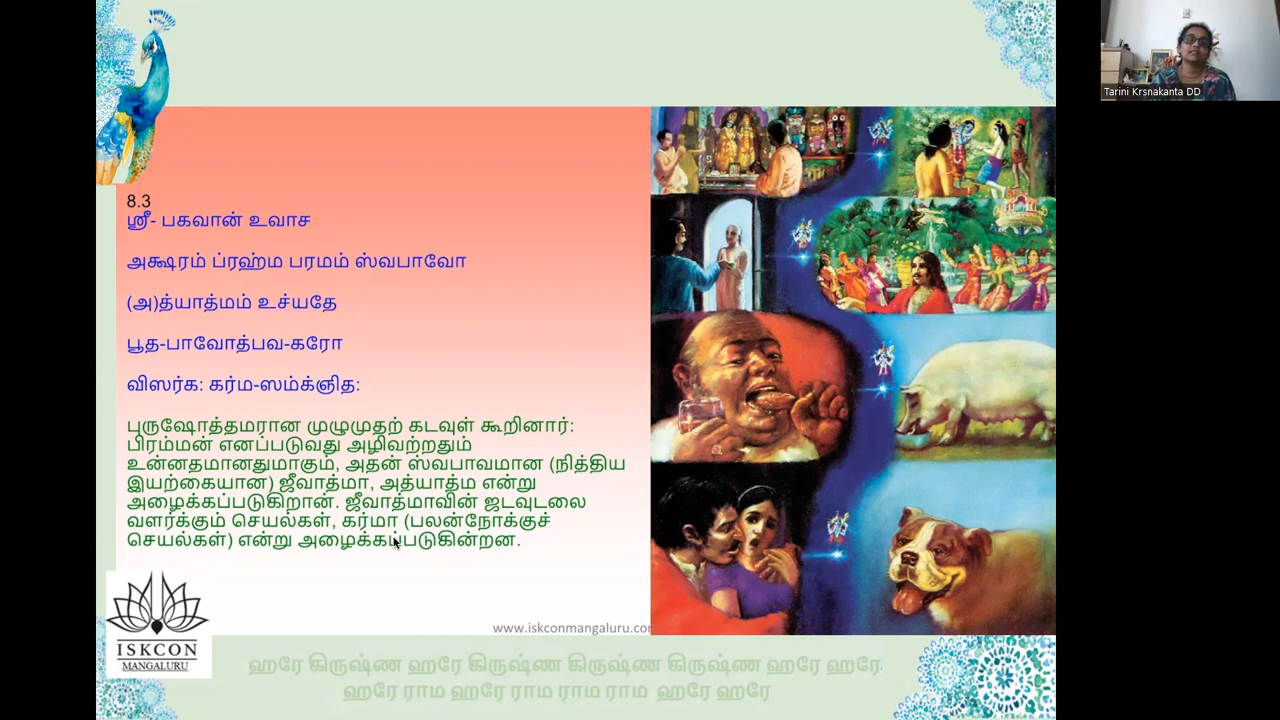 Tarini Krsnakanta DD
8.3
ஸ்ரீ- பகவான் உவாச
அக்ஷரம் ப்ரஹ்ம பரமம் ஸ்வபாவோ
(அ)த்யாத்மம் உச்யதே
பூத-பாவோத்பவ-கரோ
விஸர்க: கர்ம-ஸம்க்ஞித:
புருஷோத்தமரான முழுமுதற் கடவுள் கூறினார்:
பிரம்மன் எனப்படுவது அழிவற்றதும்
உன்னதமானதுமாகும், அதன் ஸ்வபாவமான (நித்திய
இயற்கையான) ஜீவாத்மா, அத்யாத்ம என்று
அழைக்கப்படுகிறான். ஜீவாத்மாவின் ஜடவுடலை
வளர்க்கும் செயல்கள், கர்மா (பலன்நோக்குச்
செயல்கள்) என்று அழைக்கப்படுகின்றன.
www.iskconmangaluru.co
ISKCON
MANGALURU
ஹரே கிருஷ்ண ஹரே கிருஷ்ண கிருஷ்ண கிருஷ்ண ஹரே ஹரே
ஹரே ராம ஹரே ராம ராம ராம ஹரே ஹரே